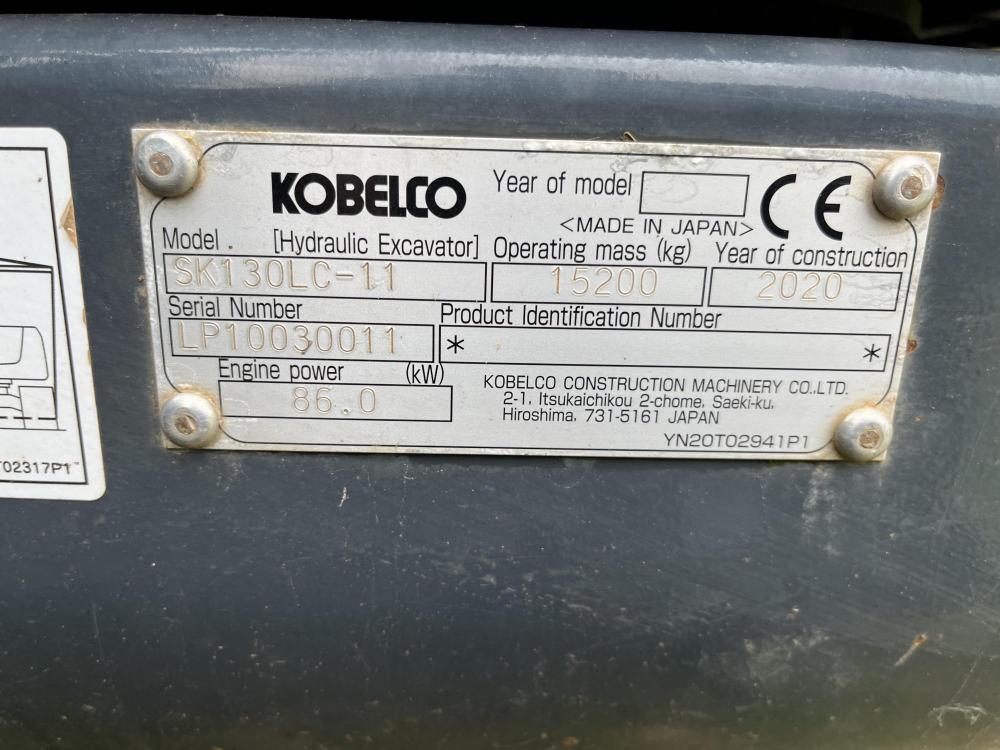 KOBELCO
Year of model
<MADE IN JAPAN>
CE
Model . [Hydraulic Excavator] Operating mass (kg) Year of construction
SK130LC-11 15200 2020
Serial Number Product Identification Number
LP10030011 * *
Engine power (kW)
86.0
KOBELCO CONSTRUCTION MACHINERY CO.,LTD.
2-1, Itsukaichikou 2-chome, Saeki-ku,
Hiroshima, 731-5161 JAPAN
YN20T02941P1
T02317P1